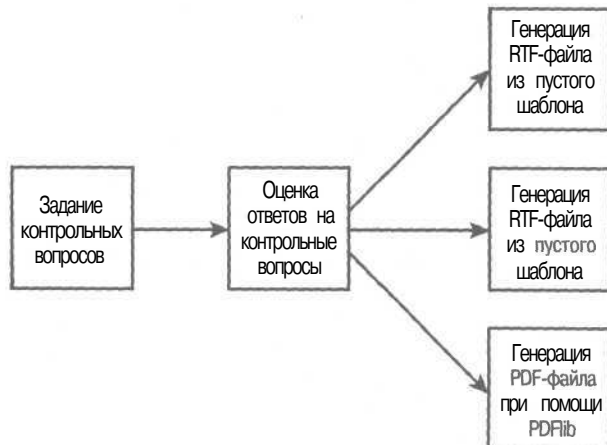 Генерация
RTF-файла
из пустого
шаблона
Задание
контрольных
вопросов
Оценка
ответов на
контрольные
вопросы
Генерация
RTF-файла
из пустого
шаблона
Генерация
PDF-файла
при помощи
PDFlib